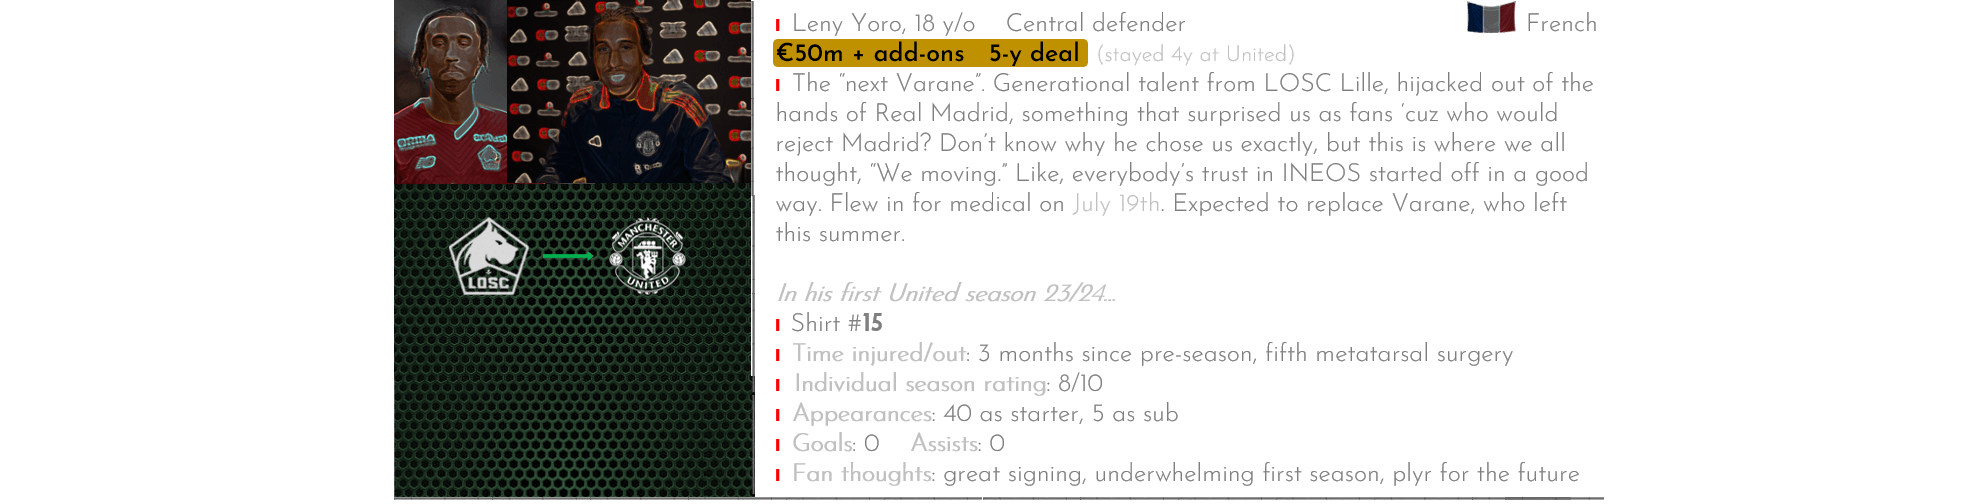 Leny Yoro, 18 y/o Central defender French
€50m + add-ons 5-y deal (stayed 4y at United)
The "next Varane". Generational talent from LOSC Lille, hijacked out of the
hands of Real Madrid, something that surprised us as fans 'cuz who would
reject Madrid? Don't know why he chose us exactly, but this is where we all
thought, "We moving." Like, everybody's trust in INEOS started off in a good
way. Flew in for medical on July 19th. Expected to replace Varane, who left
this summer.
In his first United season 23/24...
Shirt #15
Time injured/out: 3 months since pre-season, fifth metatarsal surgery
Individual season rating: 8/10
Appearances: 40 as starter, 5 as sub
Goals: 0 Assists: 0
Fan thoughts: great signing, underwhelming first season, plyr for the future
LOSC
MANCHESTER
UNITED